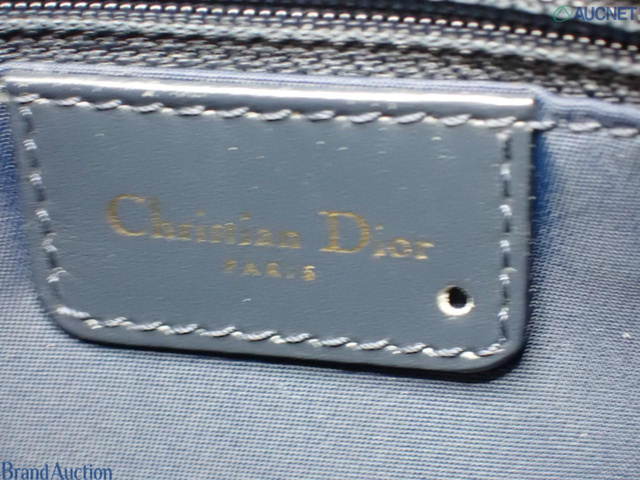 AUCNET
Christian Dior
PARIS
Brand Auction